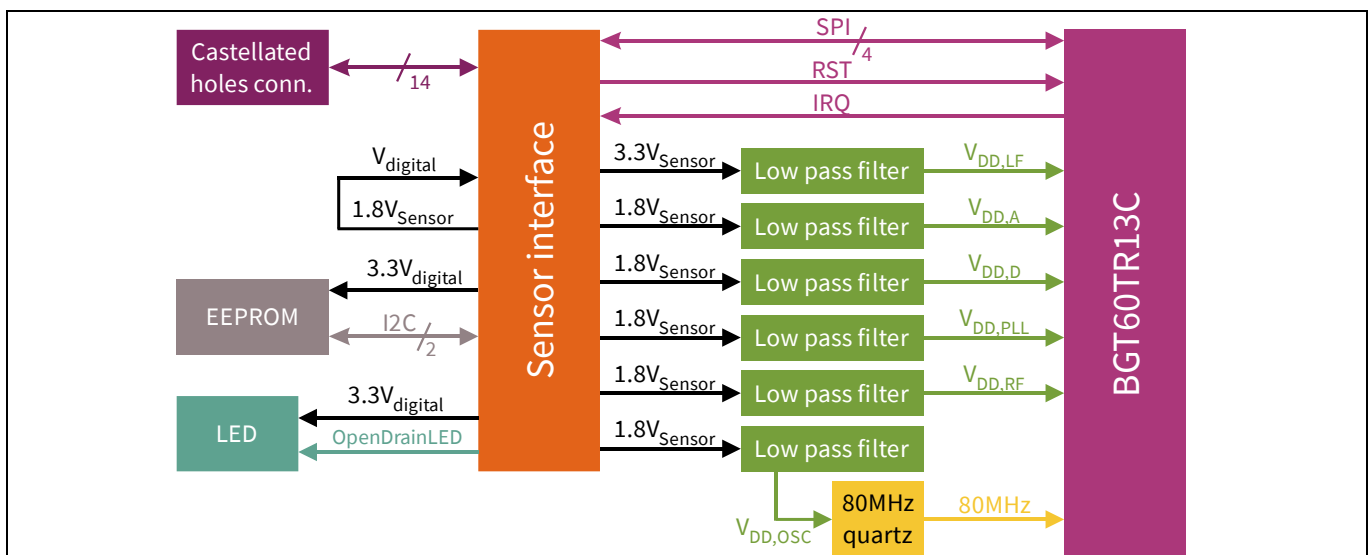 Castellated
holes conn.
14
Sensor interface
SPI
4
RST
IRQ
BGT60TR13C
Vdigital
1.8VSensor
3.3Vdigital
EEPROM
I2C
2
3.3Vdigital
LED
OpenDrainLED
3.3VSensor
Low pass filter
VDD,LF
1.8VSensor
Low pass filter
VDD,A
1.8VSensor
Low pass filter
VDD,D
1.8VSensor
Low pass filter
VDD,PLL
1.8VSensor
Low pass filter
VDD,RF
1.8VSensor
Low pass filter
VDD,OSC
80MHz
quartz
80MHz